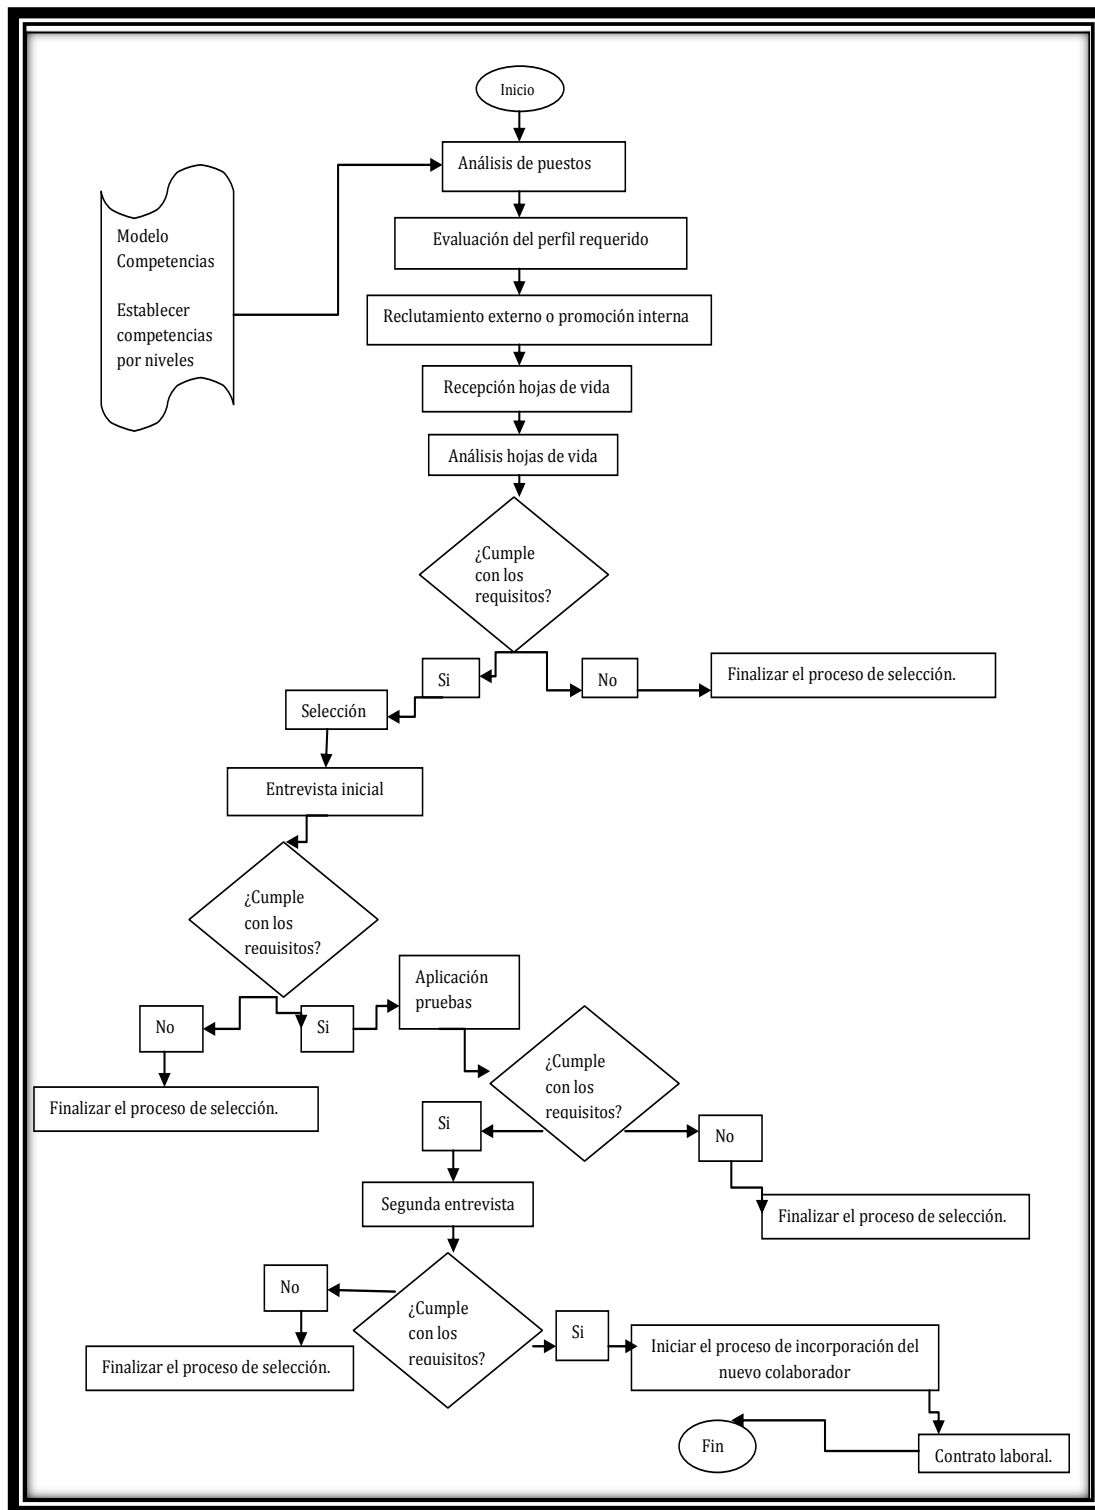 Inicio
Análisis de puestos
Modelo
Competencias
Establecer
competencias
por niveles
Evaluación del perfil requerido
Reclutamiento externo o promoción interna
Recepción hojas de vida
Análisis hojas de vida
¿Cumple
con los
requisitos?
Si
No
Finalizar el proceso de selección.
Selección
Entrevista inicial
¿Cumple
con los
requisitos?
Aplicación
pruebas
No
Si
Finalizar el proceso de selección.
¿Cumple
con los
requisitos?
Si
No
Segunda entrevista
Finalizar el proceso de selección.
No
¿Cumple
con los
requisitos?
Si
Finalizar el proceso de selección.
Iniciar el proceso de incorporación del
nuevo colaborador
Fin
Contrato laboral.